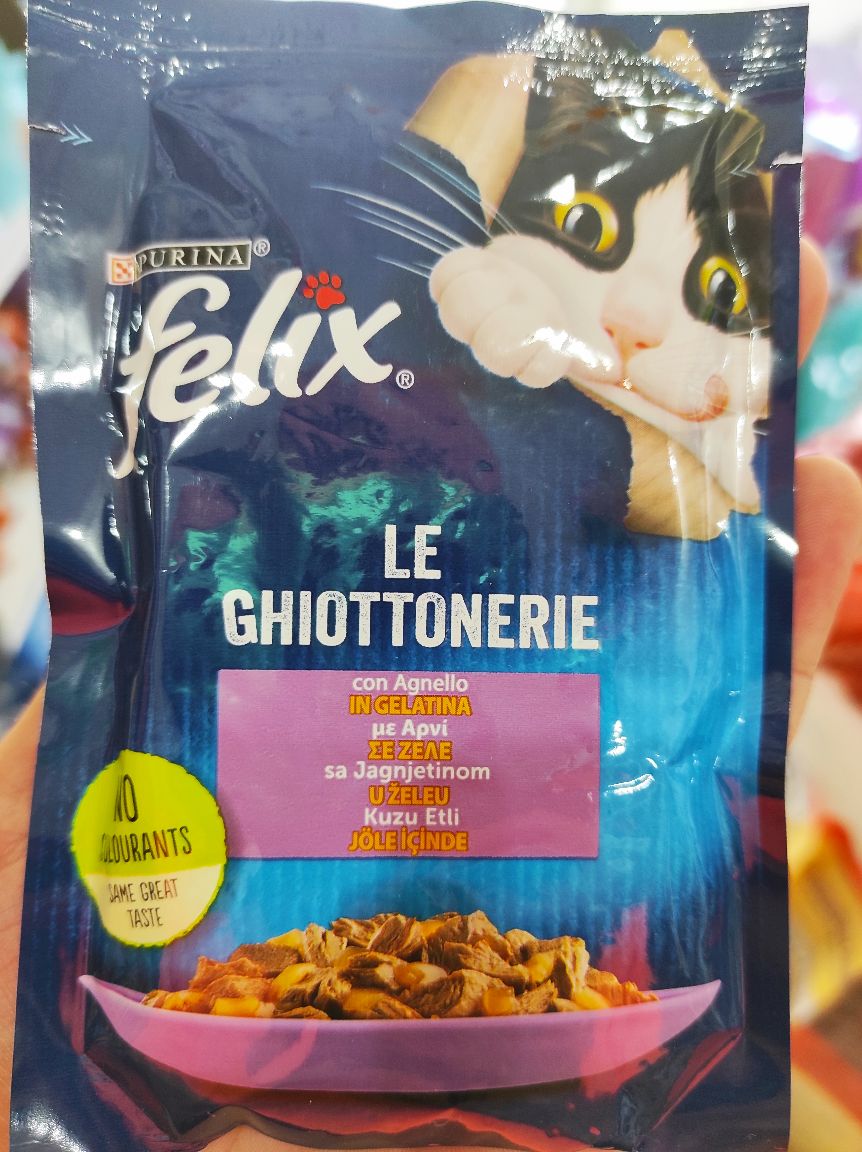 PURINA®
felix®
LE
GHIOTTONERIE
con Agnello
IN GELATINA
με Αρνί
ΣΕ ΖΕΛΕ
sa Jagnjetinom
U ŽELEU
Kuzu Etli
JÖLE İÇİNDE
NO
COLOURANTS
SAME GREAT
TASTE